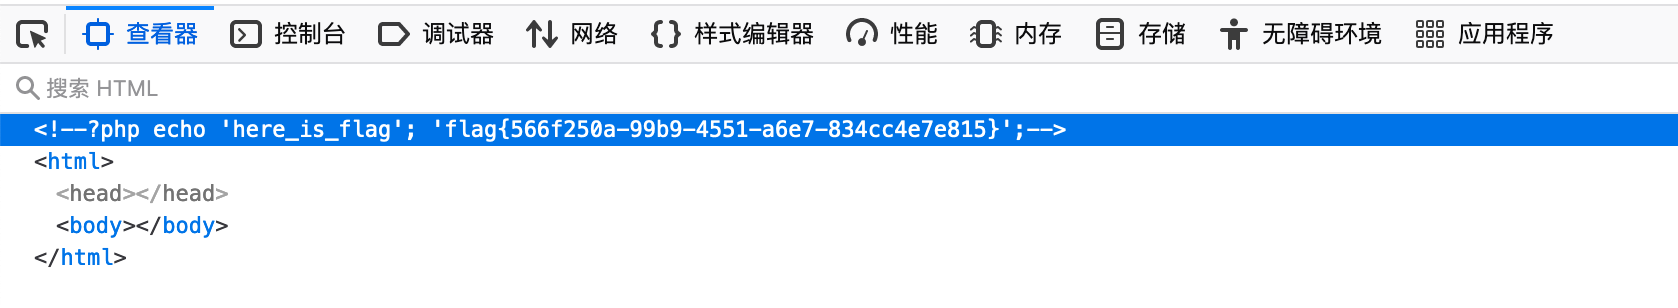 查看器 控制台 调试器 网络 样式编辑器 性能 内存 存储 无障碍环境 应用程序
搜索 HTML
<!--?php echo 'here_is_flag'; 'flag{566f250a-99b9-4551-a6e7-834cc4e7e815}';-->
<html>
<head></head>
<body></body>
</html>